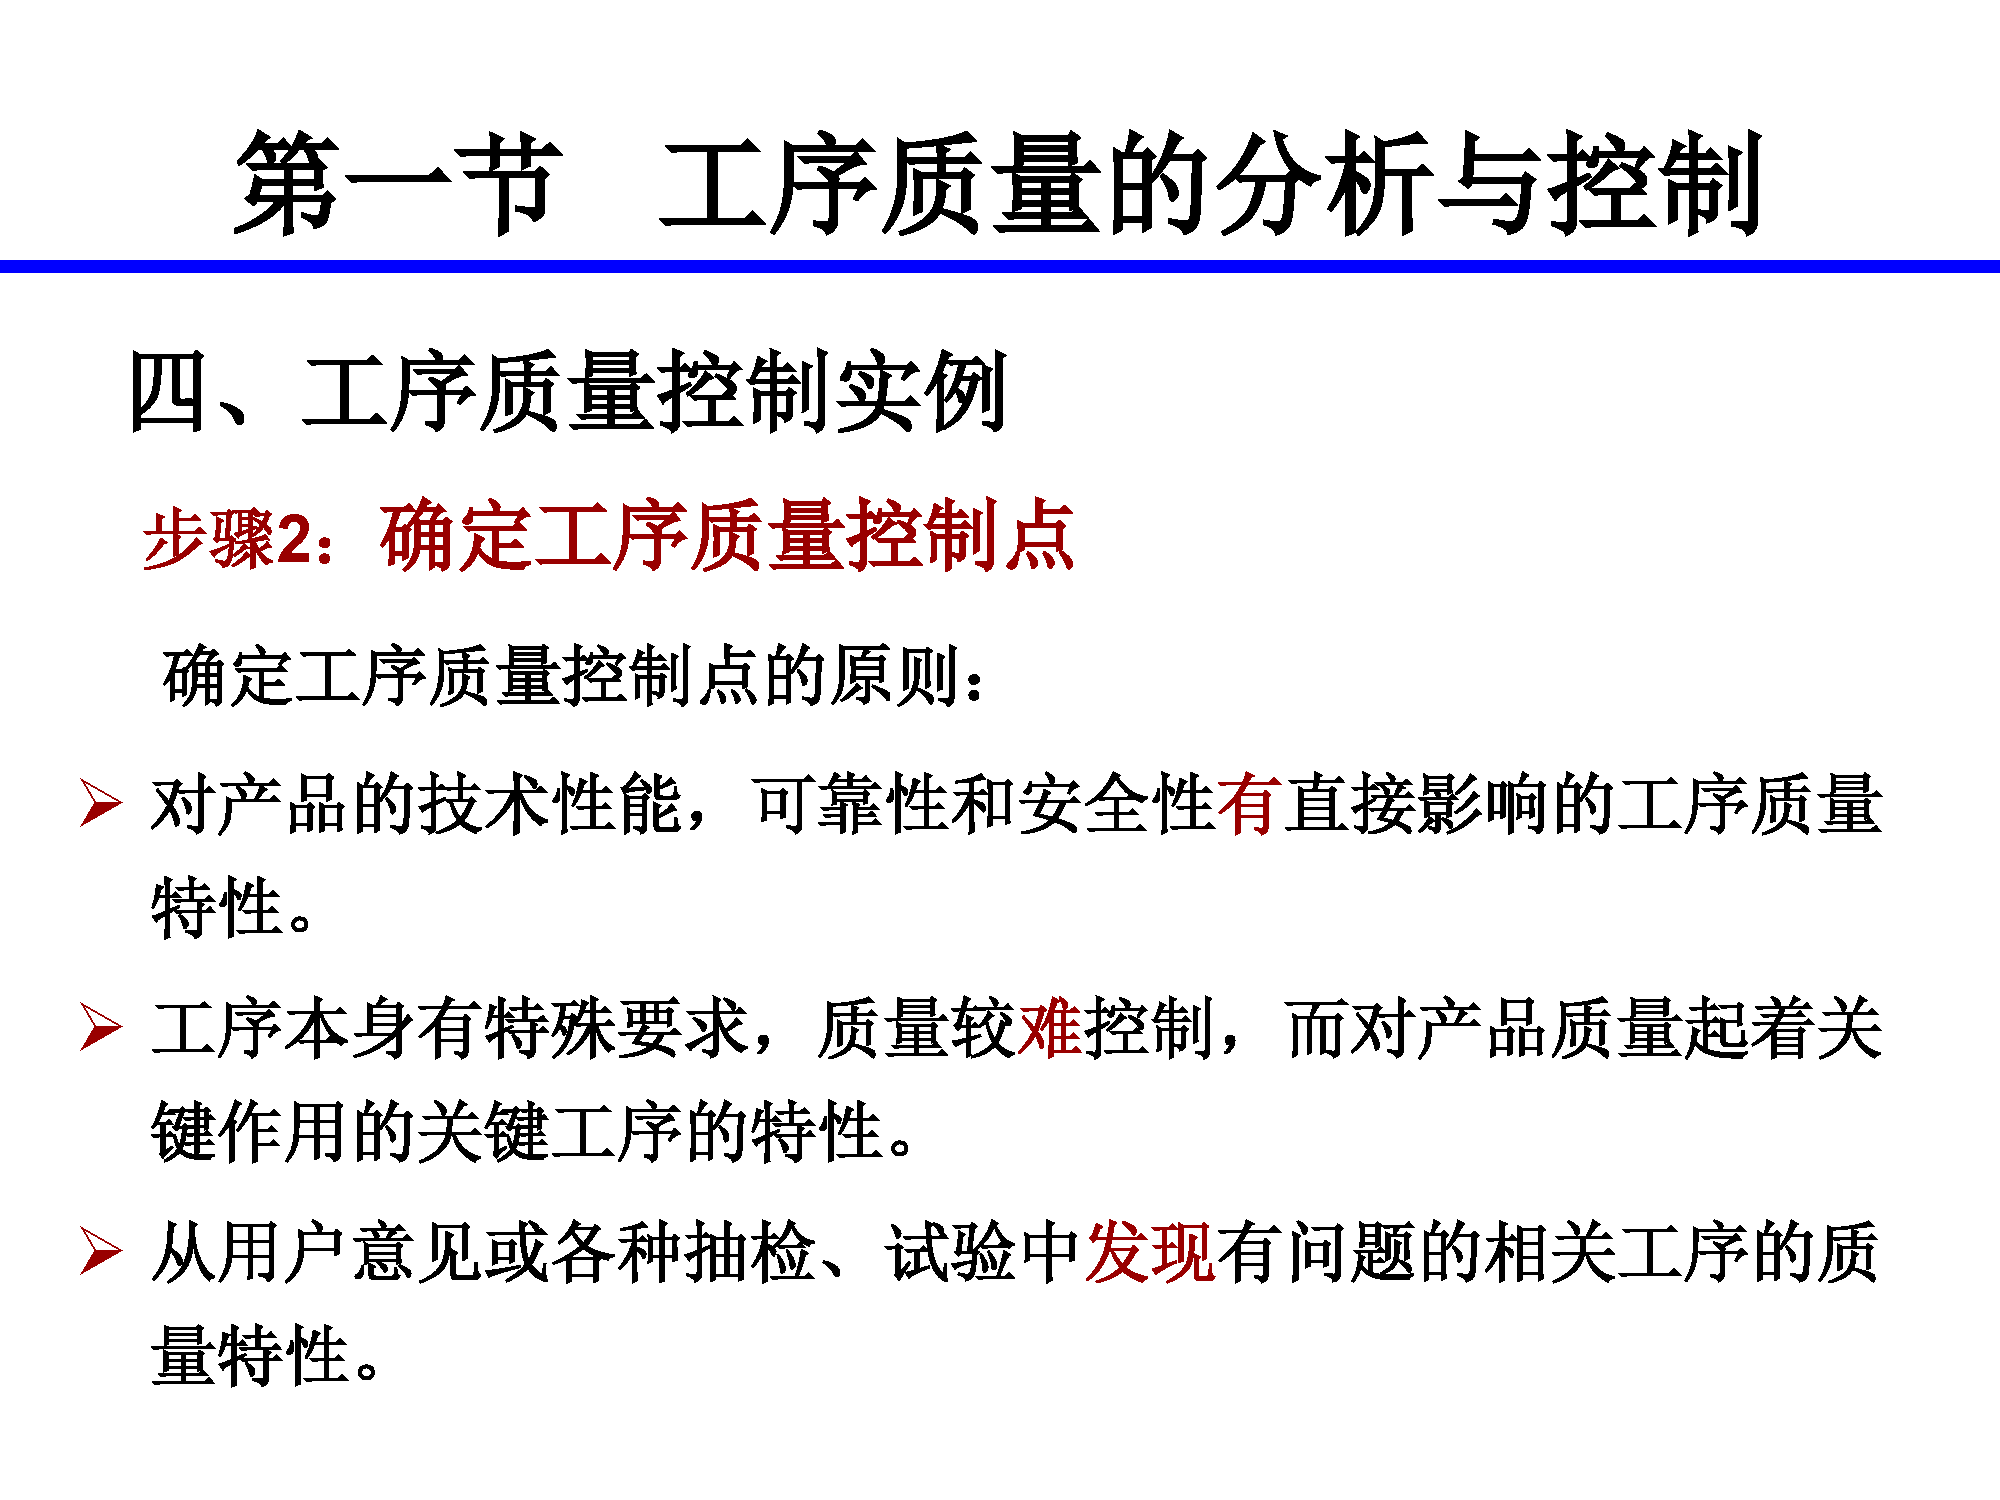 第一节 工序质量的分析与控制
四、工序质量控制实例
步骤2：确定工序质量控制点
确定工序质量控制点的原则：
对产品的技术性能，可靠性和安全性有直接影响的工序质量
特性。
工序本身有特殊要求，质量较难控制，而对产品质量起着关
键作用的关键工序的特性。
从用户意见或各种抽检、试验中发现有问题的相关工序的质
量特性。